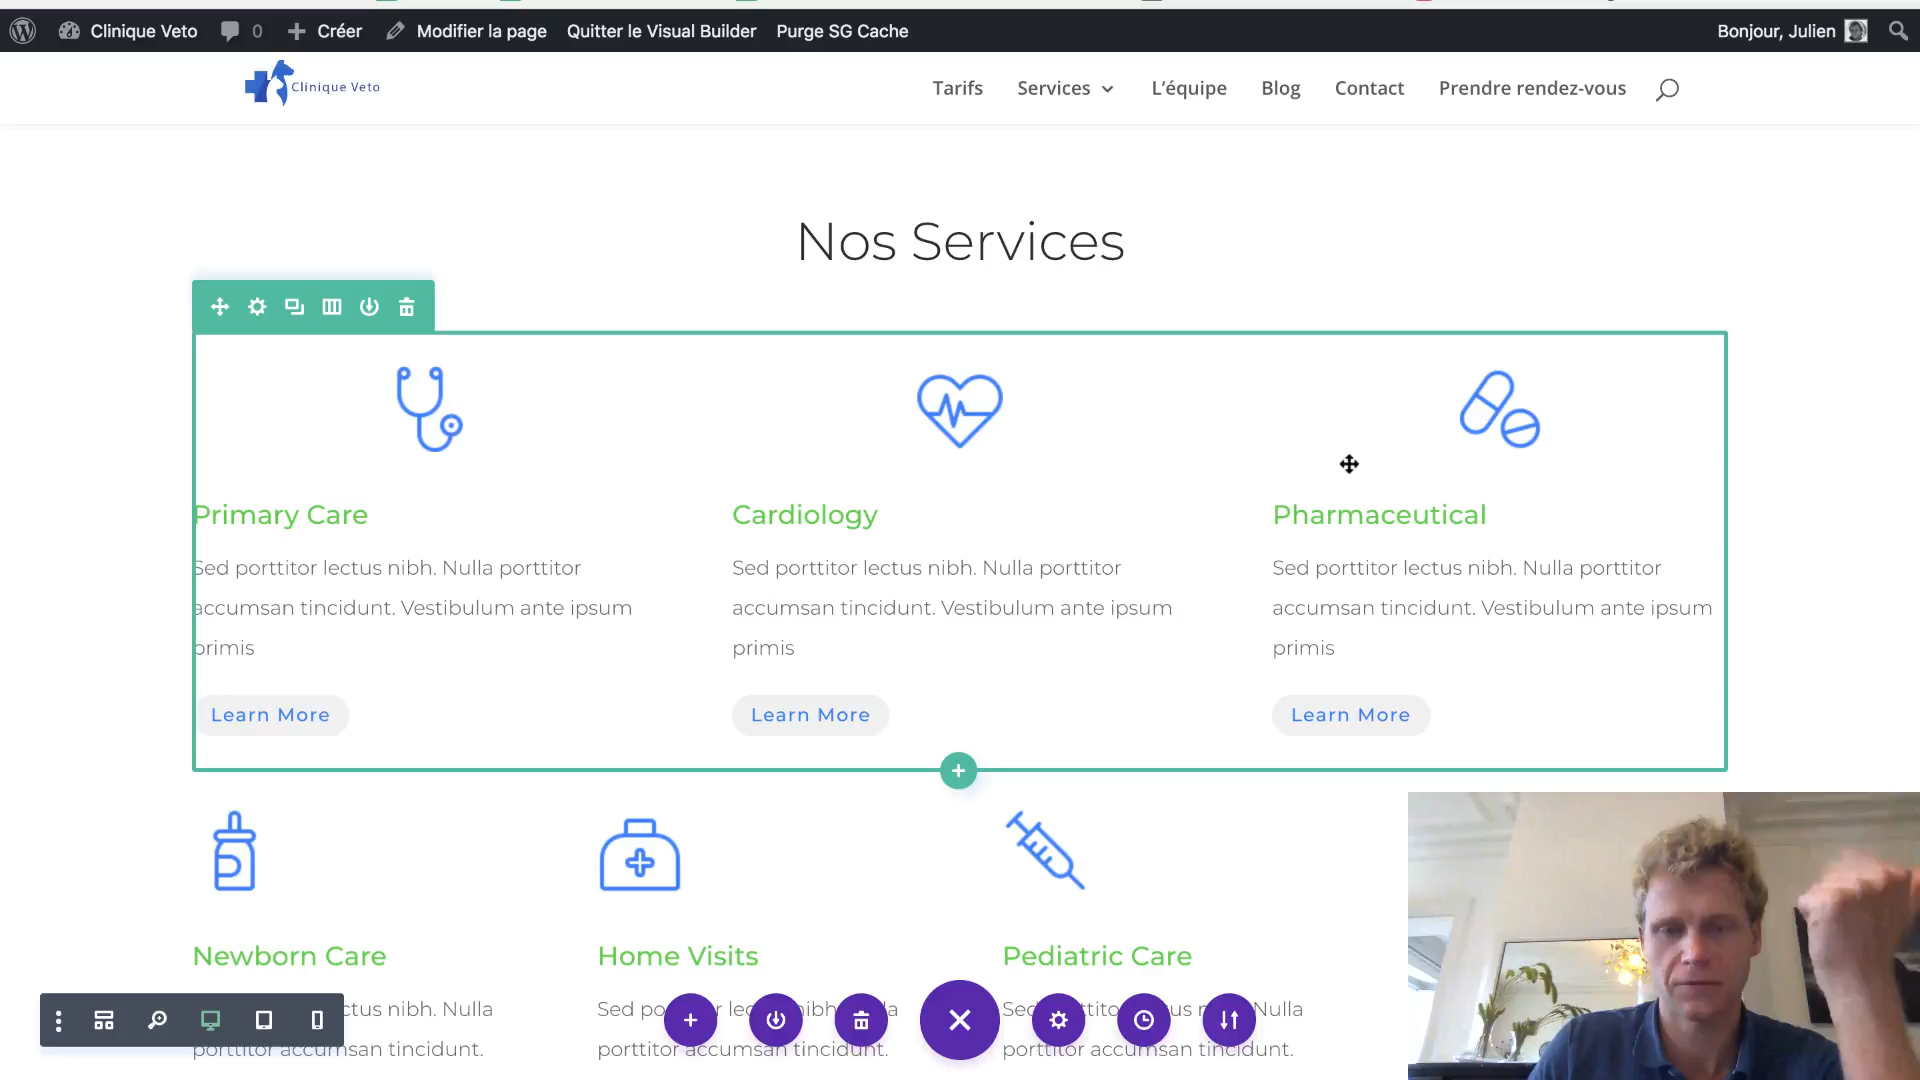 Clinique Veto 0 Créer Modifier la page Quitter le Visual Builder Purge SG Cache Bonjour, Julien
Clinique Veto Tarifs Services L'équipe Blog Contact Prendre rendez-vous
Nos Services
Primary Care Cardiology Pharmaceutical
Sed porttitor lectus nibh. Nulla porttitor Sed porttitor lectus nibh. Nulla porttitor Sed porttitor lectus nibh. Nulla porttitor
accumsan tincidunt. Vestibulum ante ipsum accumsan tincidunt. Vestibulum ante ipsum accumsan tincidunt. Vestibulum ante ipsum
primis primis primis
Learn More Learn More Learn More
Newborn Care Home Visits Pediatric Care
nibh. Nulla Sed
porttitor accumsan tincidunt. porttitor accumsan tincidunt. porttitor accumsan tincidunt.